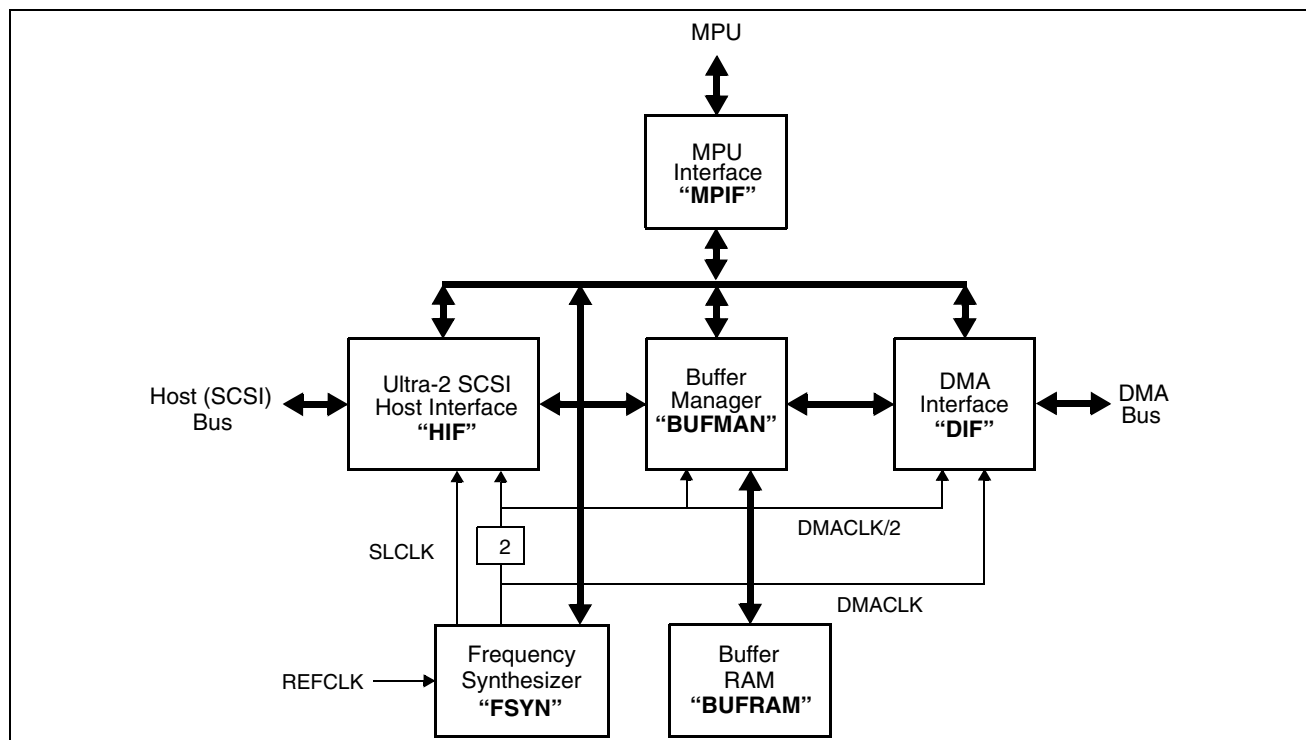 MPU
MPU
Interface
“MPIF”
Host (SCSI)
Bus
Ultra-2 SCSI
Host Interface
“HIF”
Buffer
Manager
“BUFMAN”
DMA
Interface
“DIF”
DMA
Bus
SLCLK
2
DMACLK/2
DMACLK
REFCLK
Frequency
Synthesizer
“FSYN”
Buffer
RAM
“BUFRAM”